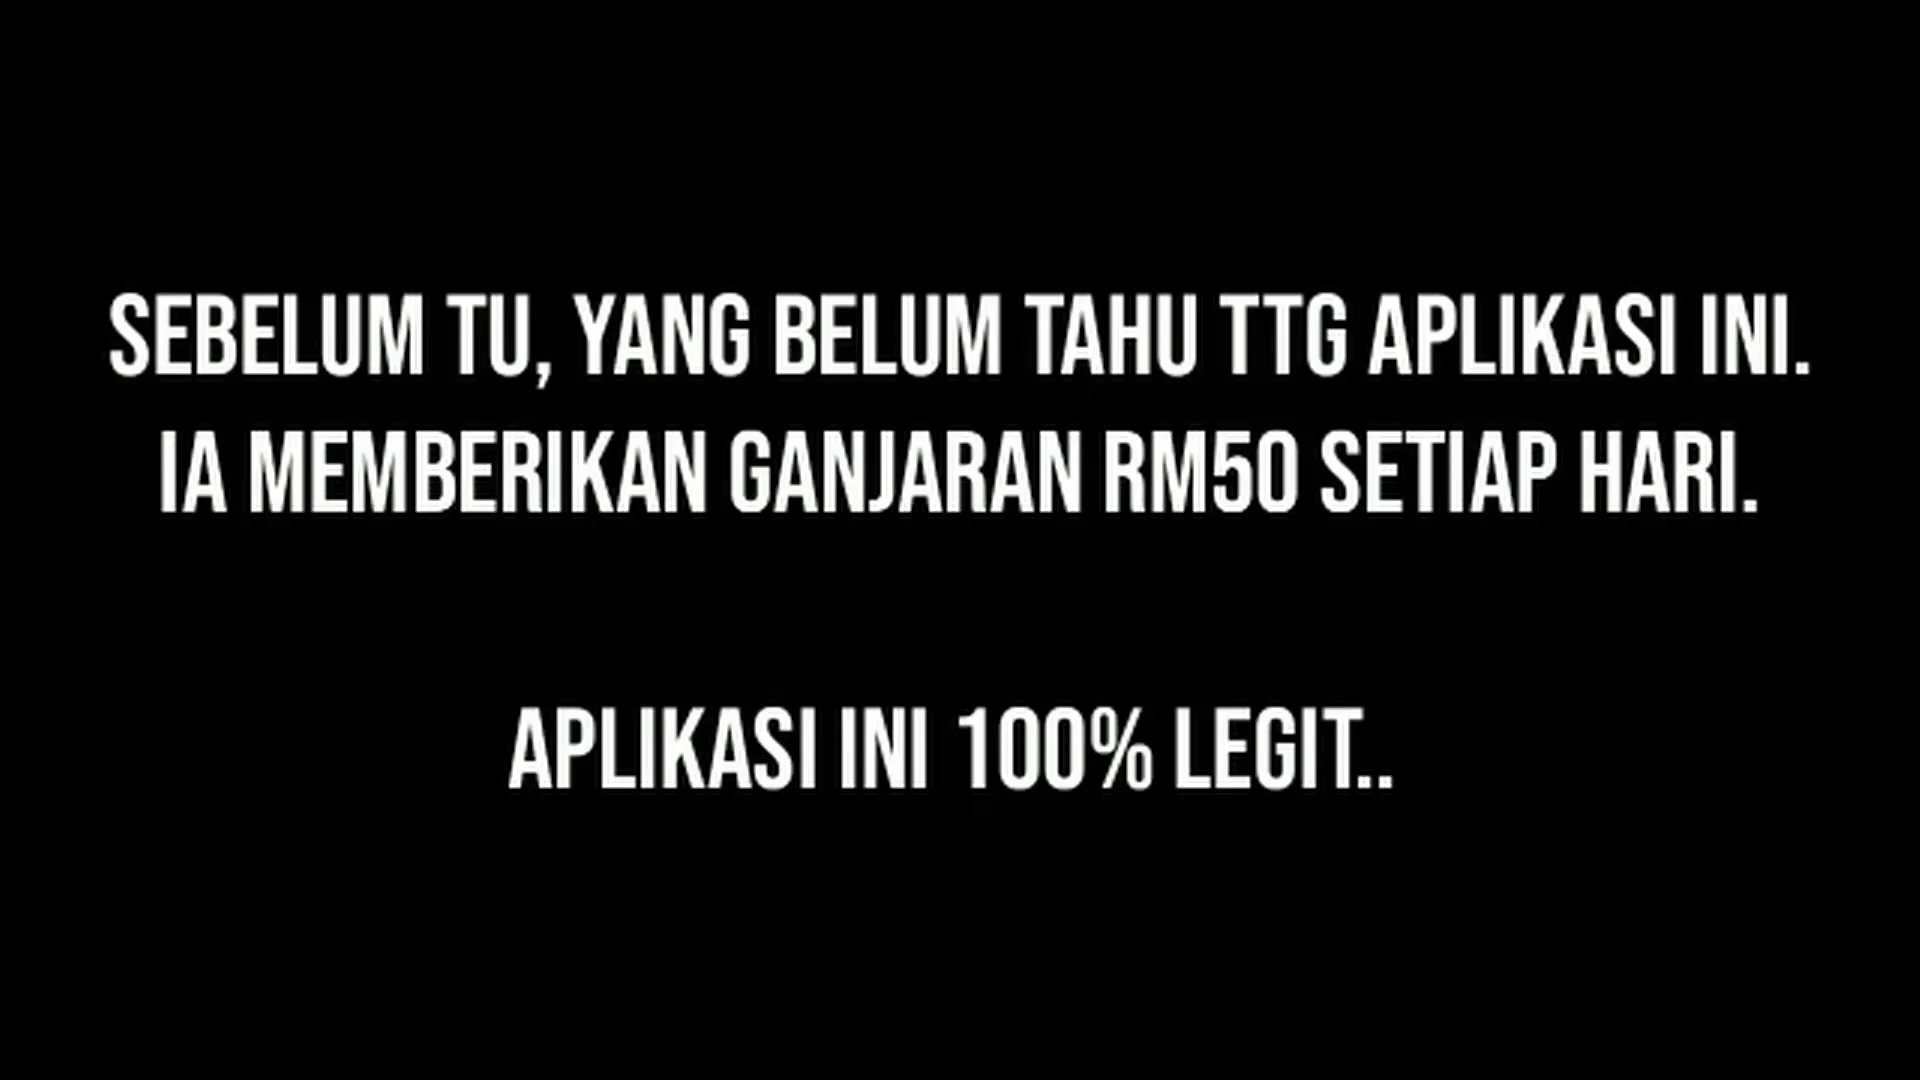 SEBELUM TU, YANG BELUM TAHU TTG APLIKASI INI.
IA MEMBERIKAN GANJARAN RM50 SETIAP HARI.
APLIKASI INI 100% LEGIT..